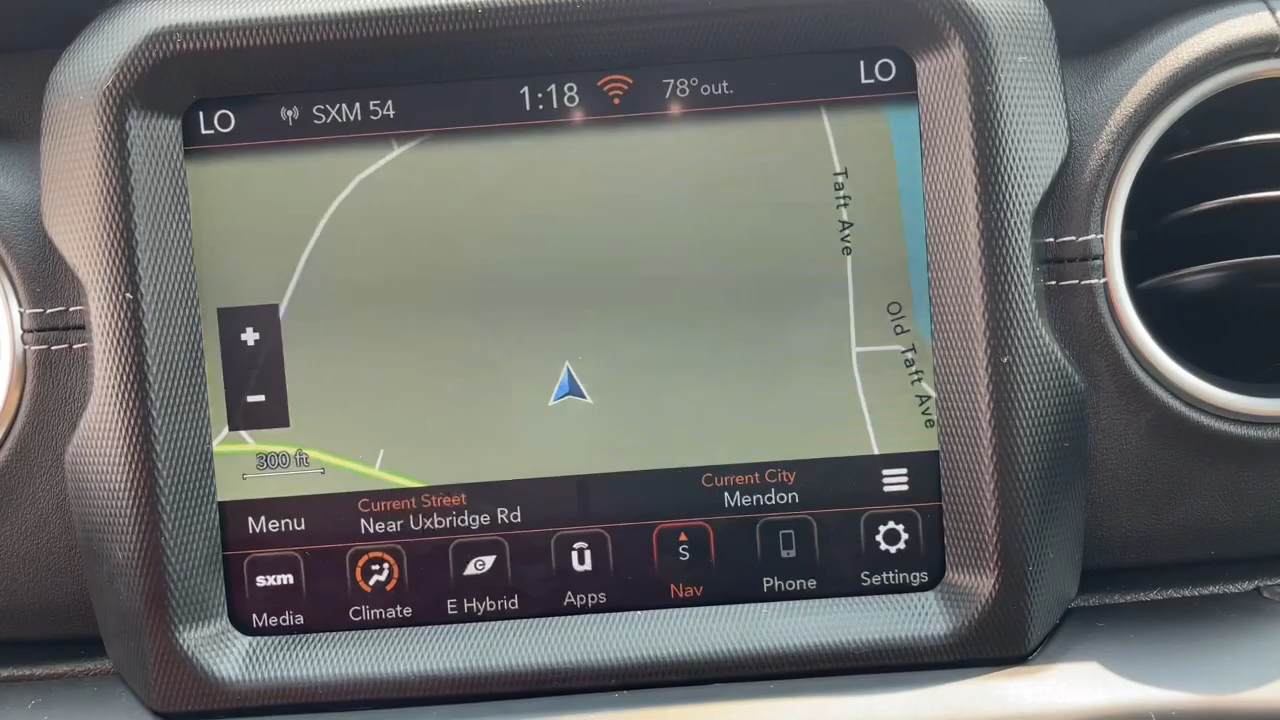 LO
SXM 54
1:18
78° out.
LO
Taft Ave
Old Taft Ave
+
-
300 ft
Current Street
Near Uxbridge Rd
Current City
Mendon
Menu
sxm
Media
Climate
e
E Hybrid
u
Apps
S
Nav
Phone
Settings